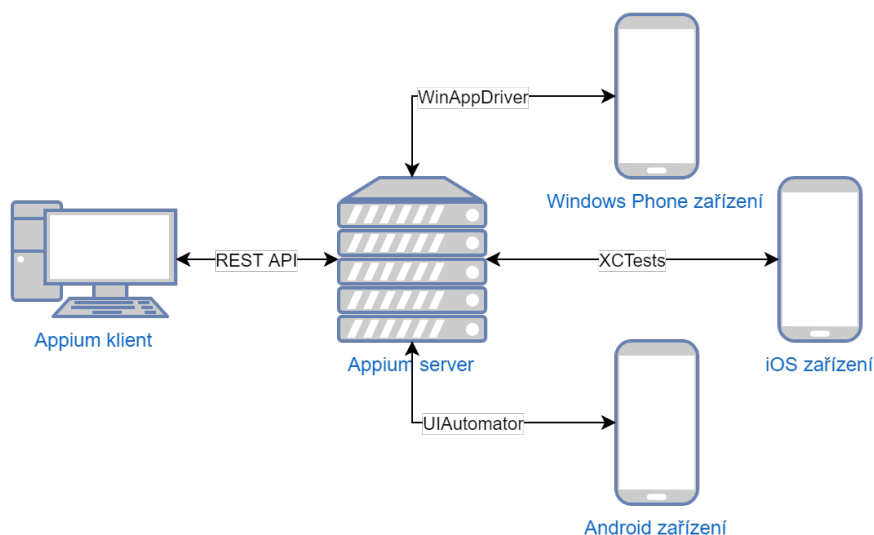 WinAppDriver
Windows Phone zařízení
REST API
XCTests
Appium klient
Appium server
iOS zařízení
UIAutomator
Android zařízení